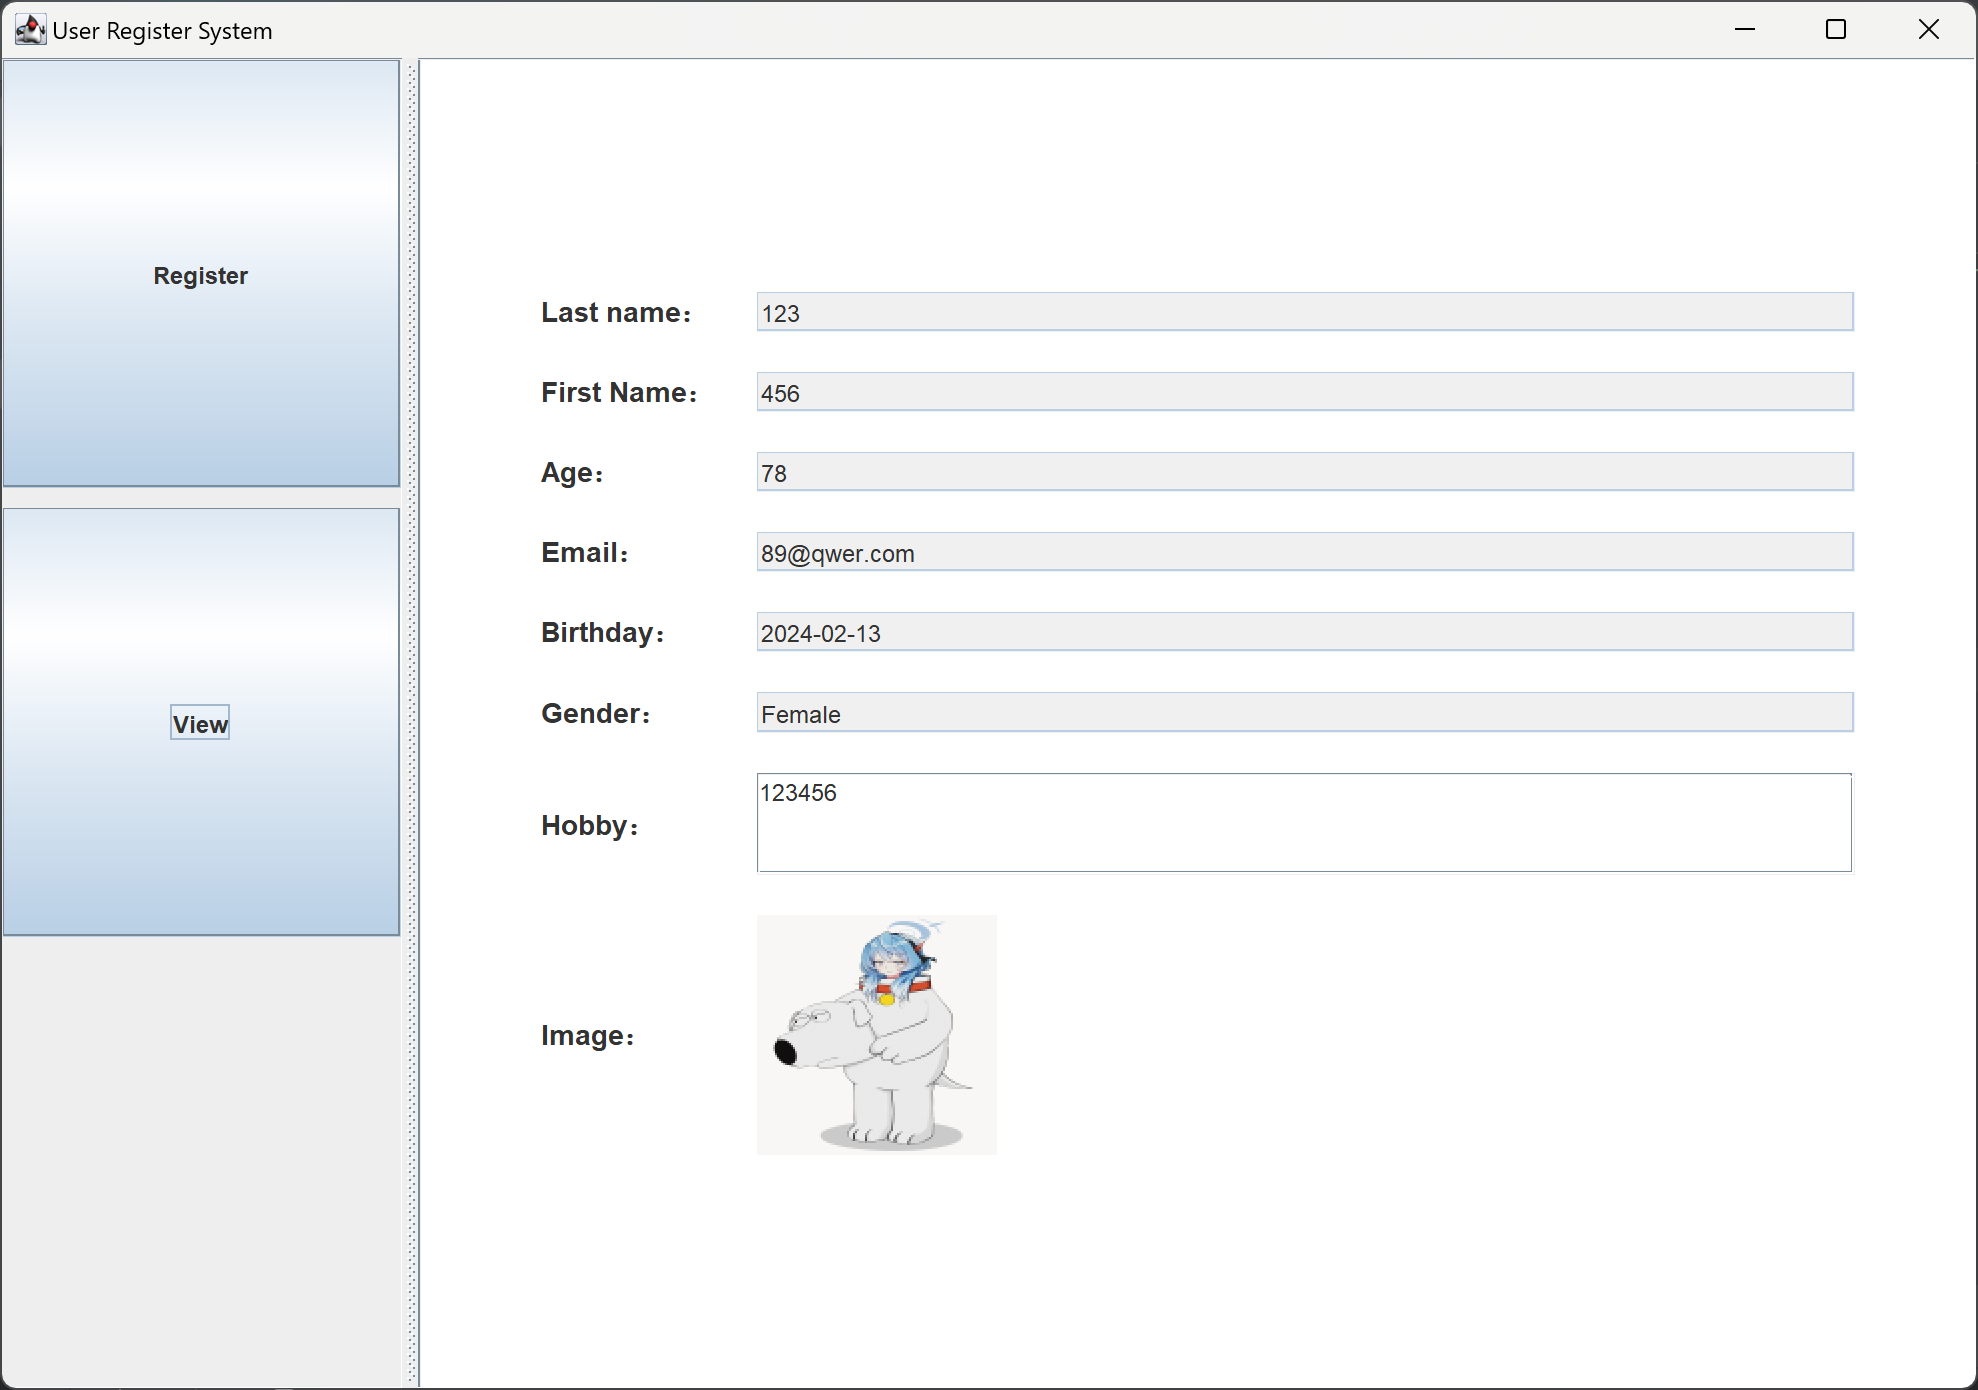 User Register System
Register
View
Last name：
123
First Name：
456
Age：
78
Email：
89@qwer.com
Birthday：
2024-02-13
Gender：
Female
Hobby：
123456
Image：